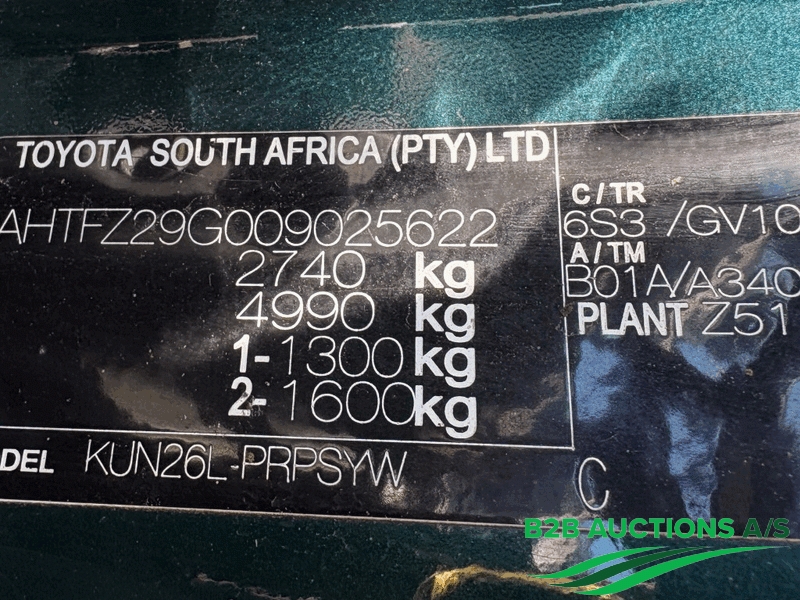 TOYOTA SOUTH AFRICA (PTY) LTD
AHTFZ29G009025622
2740 kg
4990 kg
1-1300 kg
2-1600 kg
DEL KUN26L-PRPSYW
C/TR
6S3 /GV10
A/TM
B01A/A340
PLANT Z51
C
B2B AUCTIONS A/S